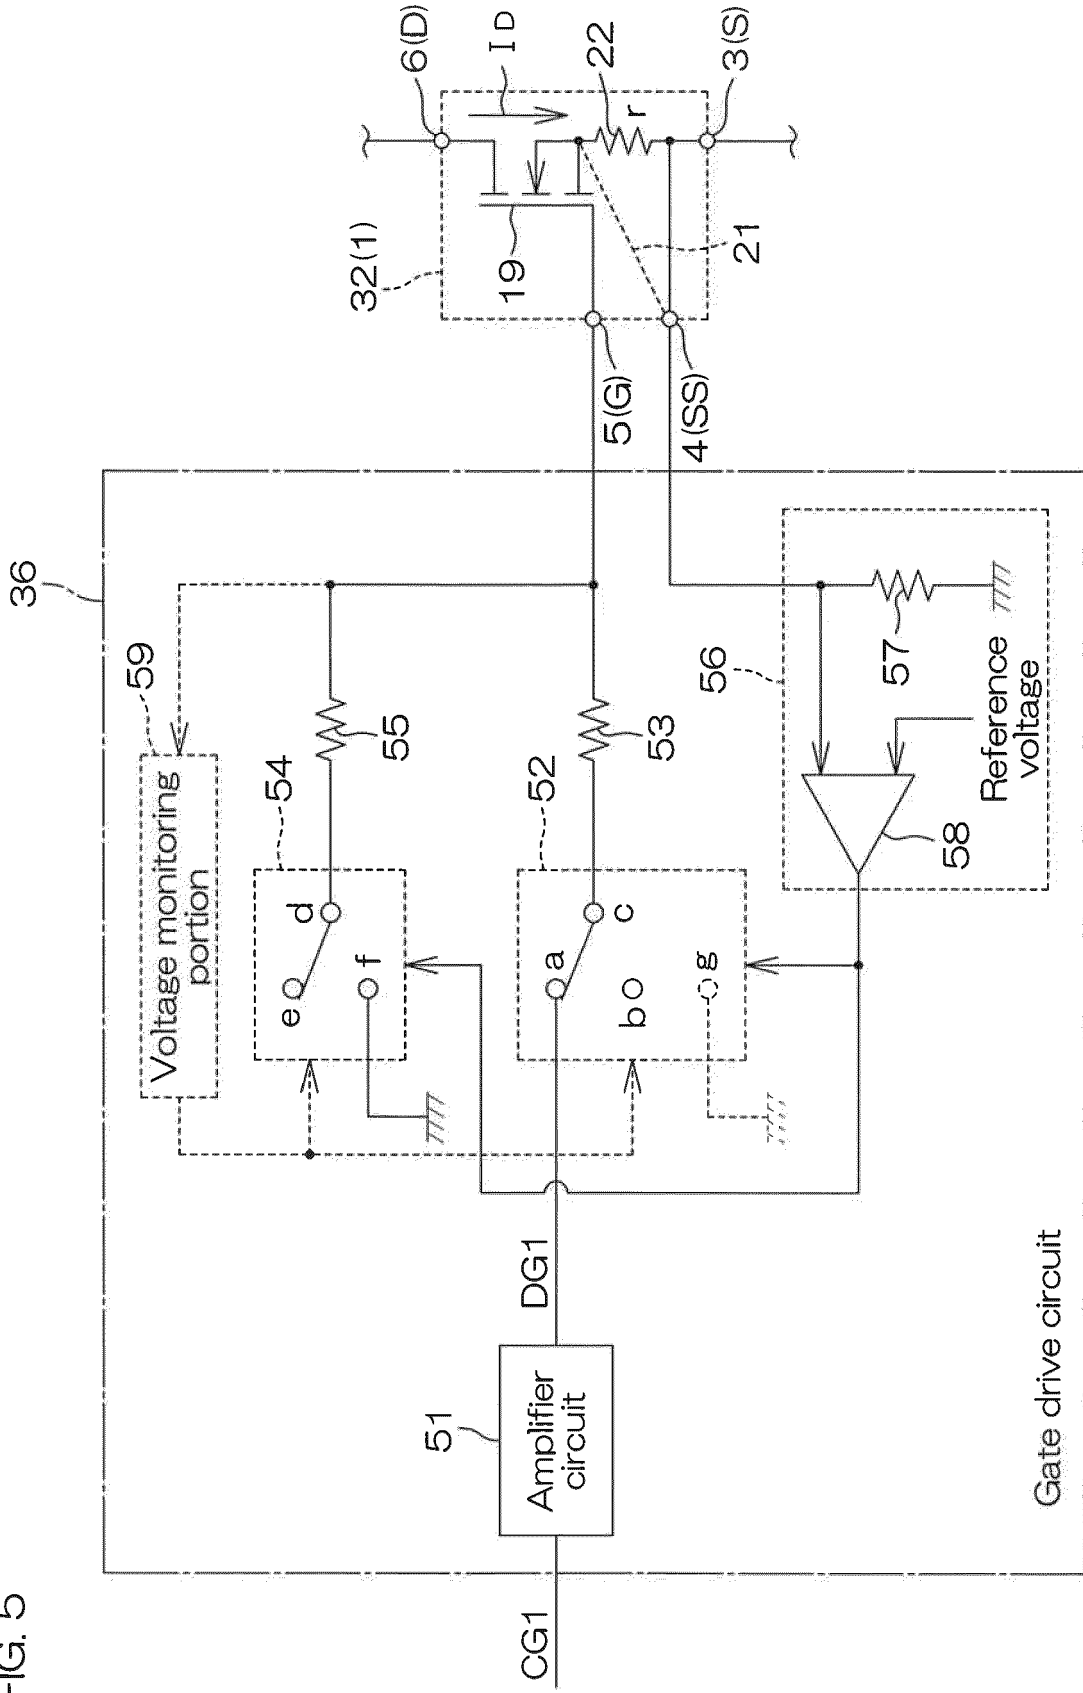 FIG. 5
36
59
Voltage monitoring
portion
54
e
d
f
55
52
a
b
c
g
53
CG1
51
Amplifier
circuit
DG1
56
57
58
Reference
voltage
Gate drive circuit
32(1)
6(D)
I D
19
22
r
3(S)
21
5(G)
4(SS)